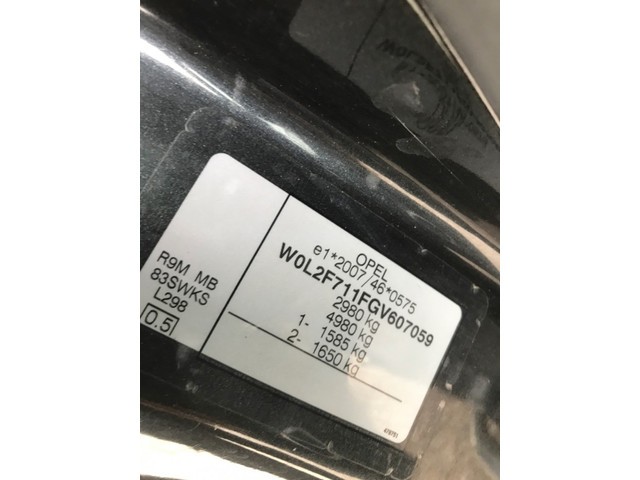 OPEL
e1*2007/46*0575
W0L2F711FGV607059
2980 kg
4980 kg
1- 1585 kg
2- 1650 kg
R9M MB
83SWKS
L298
0.5